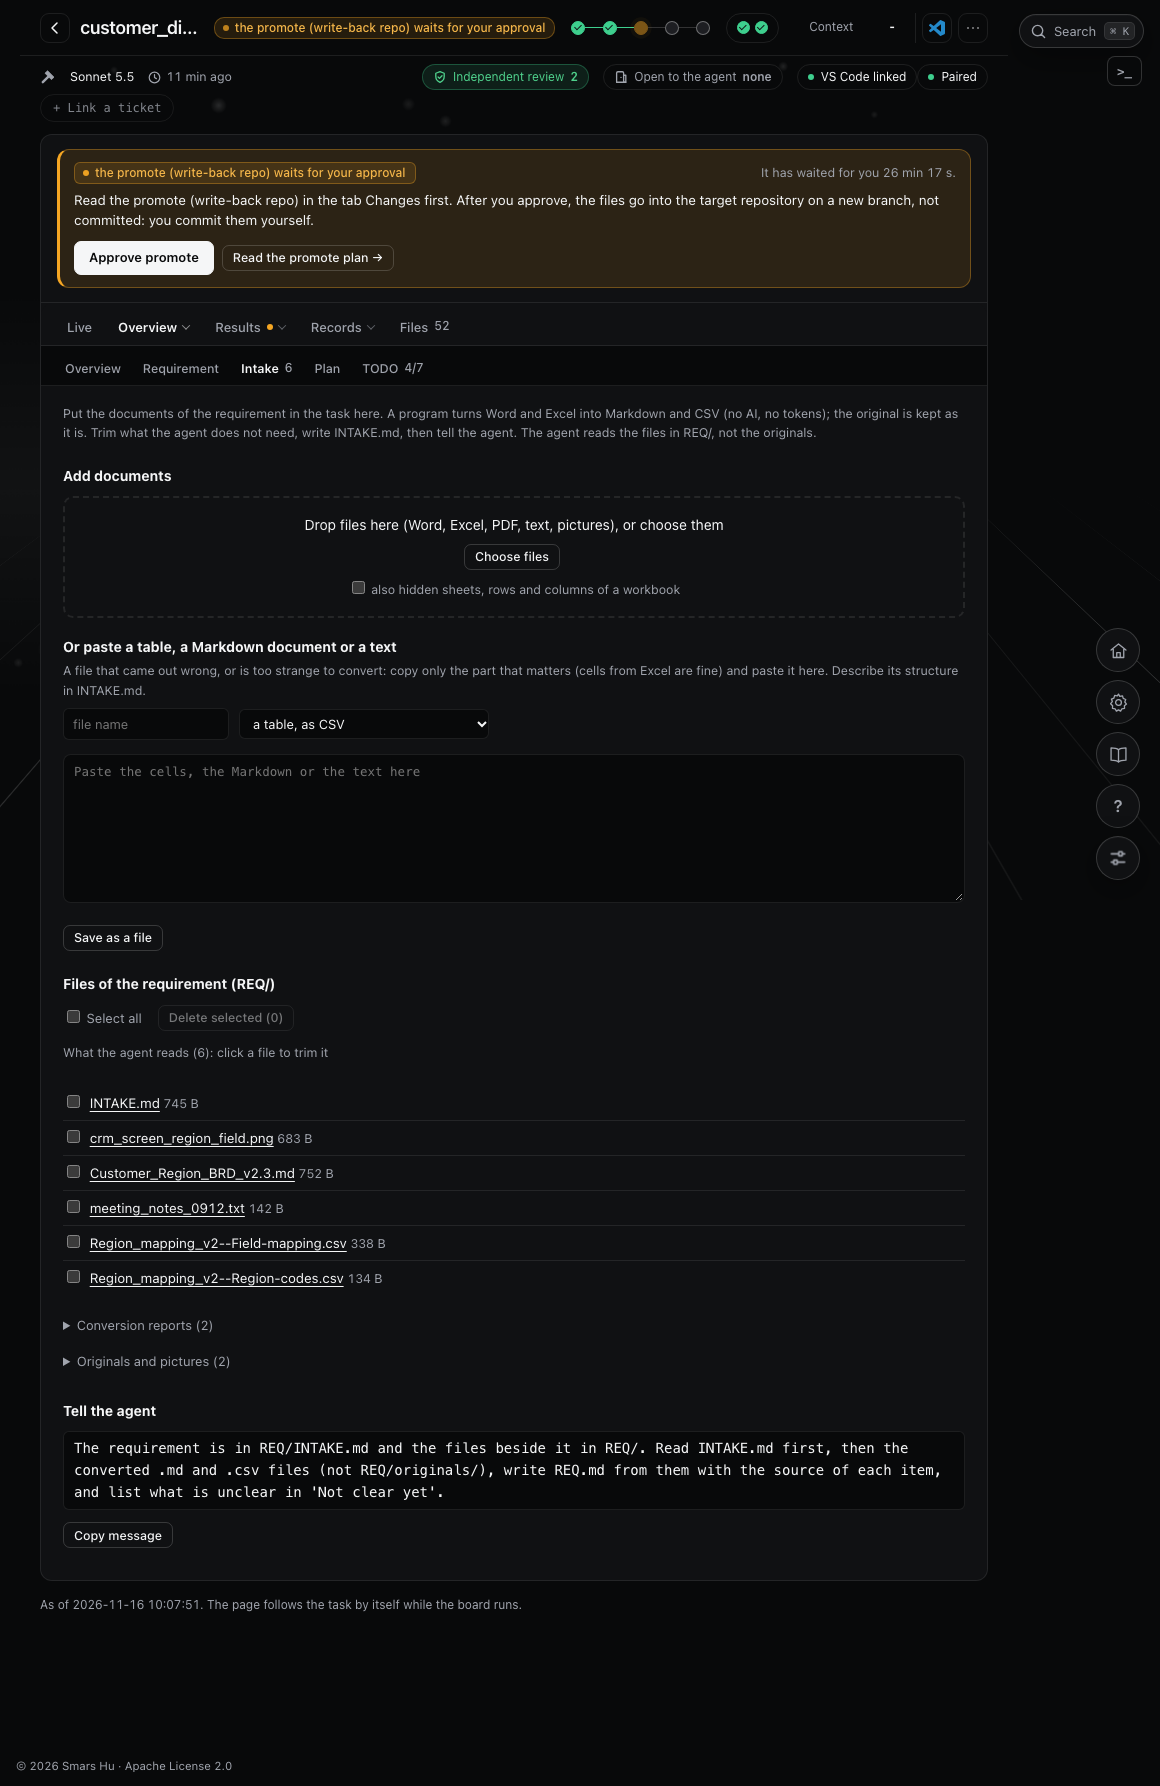 customer_di...
the promote (write-back repo) waits for your approval
Context
-
Search ⌘ K
Sonnet 5.5
11 min ago
Independent review 2
Open to the agent none
VS Code linked
Paired
>_
+ Link a ticket
the promote (write-back repo) waits for your approval
It has waited for you 26 min 17 s.
Read the promote (write-back repo) in the tab Changes first. After you approve, the files go into the target repository on a new branch, not
committed: you commit them yourself.
Approve promote
Read the promote plan →
Live
Overview
Results
Records
Files 52
Overview
Requirement
Intake 6
Plan
TODO 4/7
Put the documents of the requirement in the task here. A program turns Word and Excel into Markdown and CSV (no AI, no tokens); the original is kept as
it is. Trim what the agent does not need, write INTAKE.md, then tell the agent. The agent reads the files in REQ/, not the originals.
Add documents
Drop files here (Word, Excel, PDF, text, pictures), or choose them
Choose files
also hidden sheets, rows and columns of a workbook
Or paste a table, a Markdown document or a text
A file that came out wrong, or is too strange to convert: copy only the part that matters (cells from Excel are fine) and paste it here. Describe its structure
in INTAKE.md.
file name
a table, as CSV
Paste the cells, the Markdown or the text here
?
Save as a file
Files of the requirement (REQ/)
Select all
Delete selected (0)
What the agent reads (6): click a file to trim it
INTAKE.md 745 B
crm_screen_region_field.png 683 B
Customer_Region_BRD_v2.3.md 752 B
meeting_notes_0912.txt 142 B
Region_mapping_v2--Field-mapping.csv 338 B
Region_mapping_v2--Region-codes.csv 134 B
Conversion reports (2)
Originals and pictures (2)
Tell the agent
The requirement is in REQ/INTAKE.md and the files beside it in REQ/. Read INTAKE.md first, then the
converted .md and .csv files (not REQ/originals/), write REQ.md from them with the source of each item,
and list what is unclear in 'Not clear yet'.
Copy message
As of 2026-11-16 10:07:51. The page follows the task by itself while the board runs.
© 2026 Smars Hu · Apache License 2.0